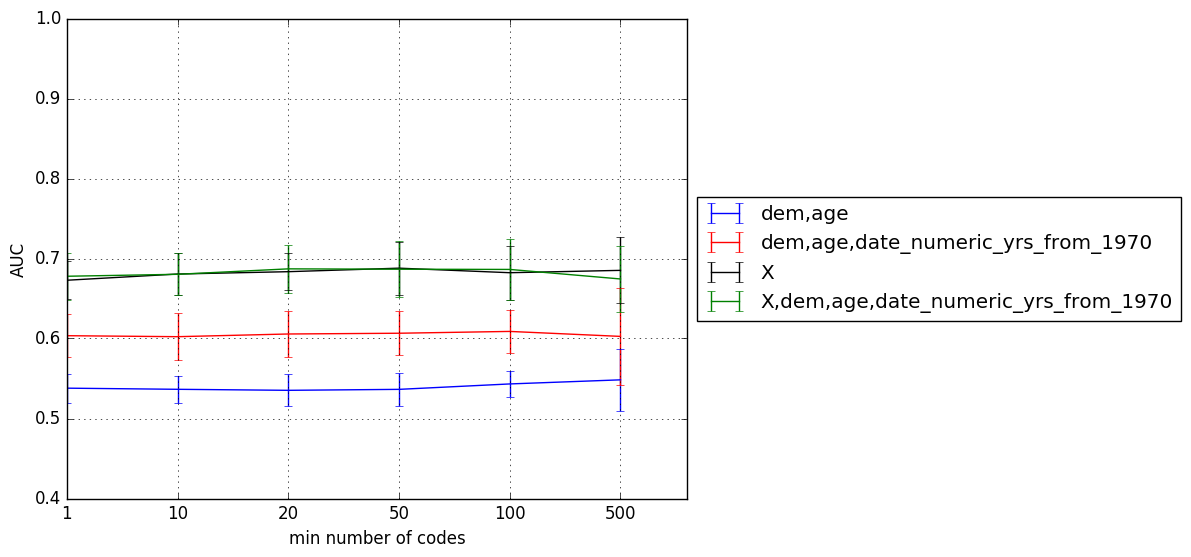 1.0
0.9
0.8
0.7
0.6
0.5
0.4
AUC
1 10 20 50 100 500
min number of codes
dem,age
dem,age,date_numeric_yrs_from_1970
X
X,dem,age,date_numeric_yrs_from_1970